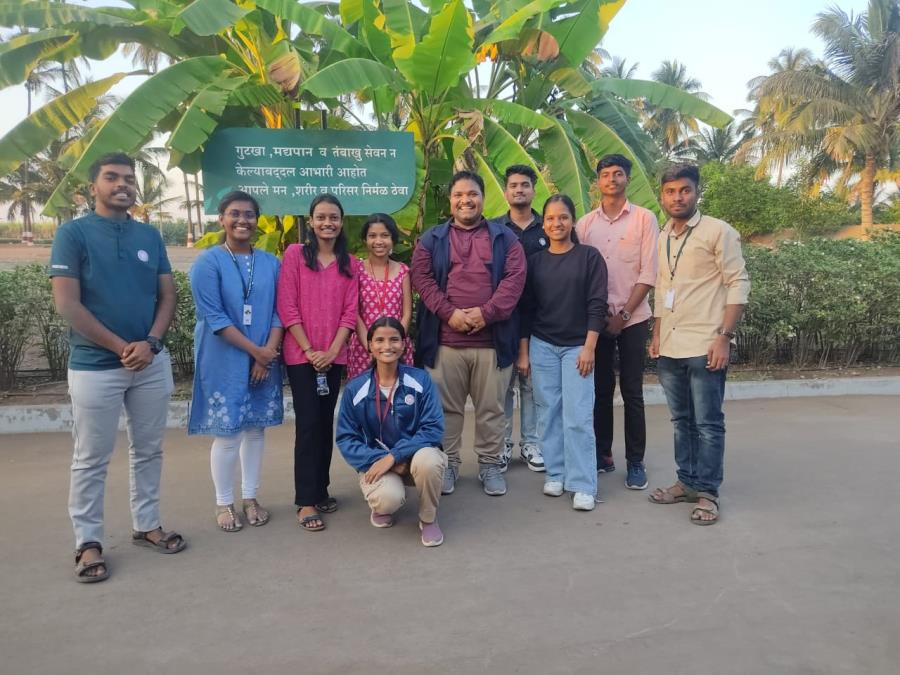 गुटखा ,मद्यपान व तंबाखु सेवन न
केल्याबद्दल आभारी आहोत
आपले मन ,शरीर व परिसर निर्मळ ठेवा